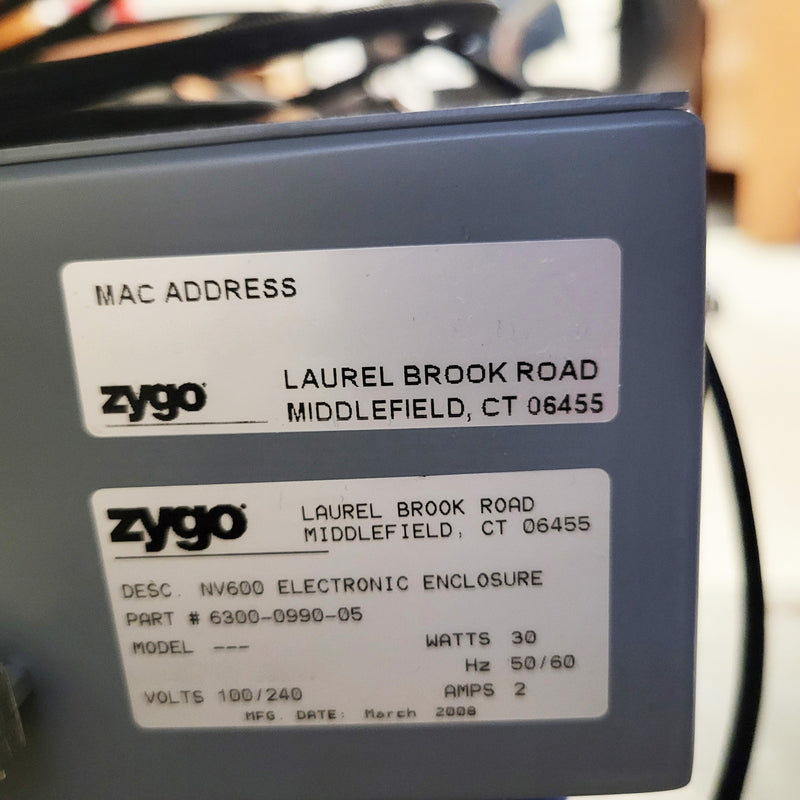 MAC ADDRESS
zygo
LAUREL BROOK ROAD
MIDDLEFIELD, CT 06455
zygo
LAUREL BROOK ROAD
MIDDLEFIELD, CT 06455
DESC. NV600 ELECTRONIC ENCLOSURE
PART # 6300-0990-05
MODEL ---
WATTS 30
Hz 50/60
VOLTS 100/240
AMPS 2
MFG. DATE: March 2008